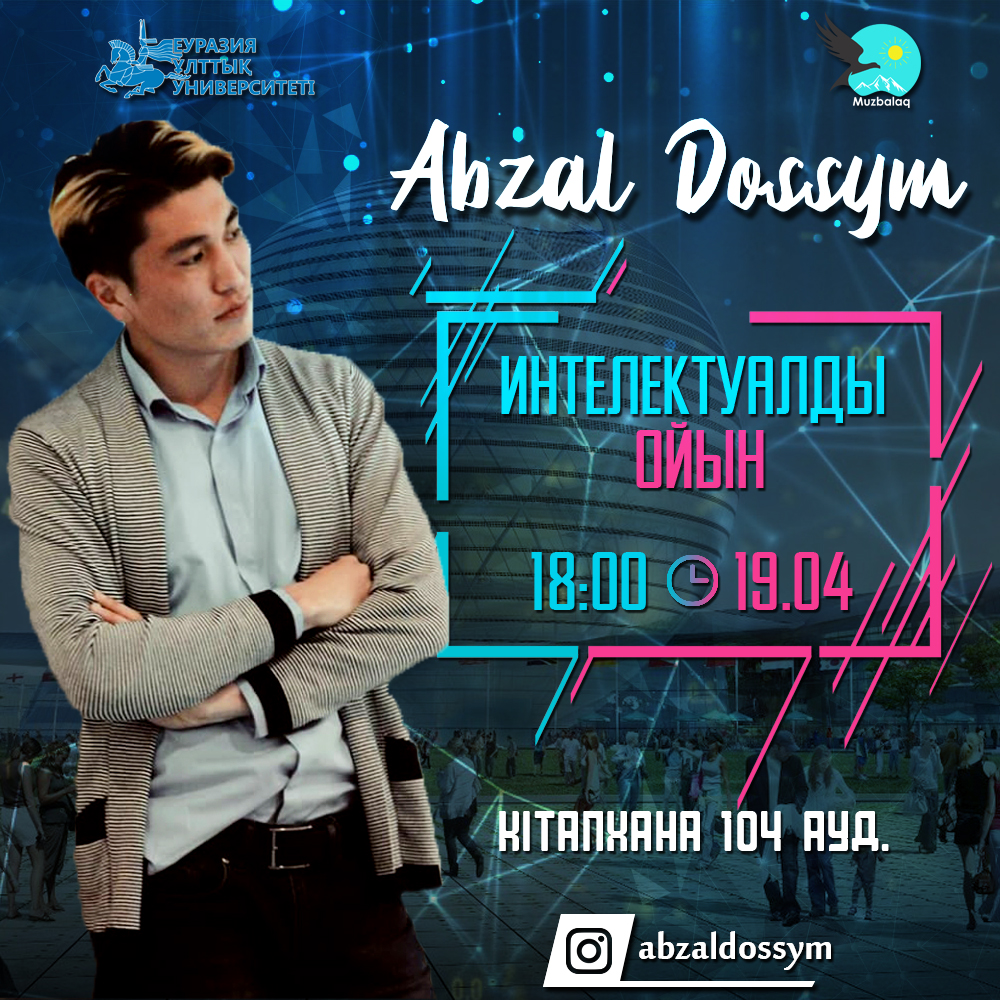 ЕУРАЗИЯ
ҰЛТТЫҚ
УНИВЕРСИТЕТІ
Muzbalaq
Abzal Dossym
ИНТЕЛЕКТУАЛДЫ
ОЙЫН
18:00 19.04
КІТАПХАНА 104 АУД.
abzaldossym